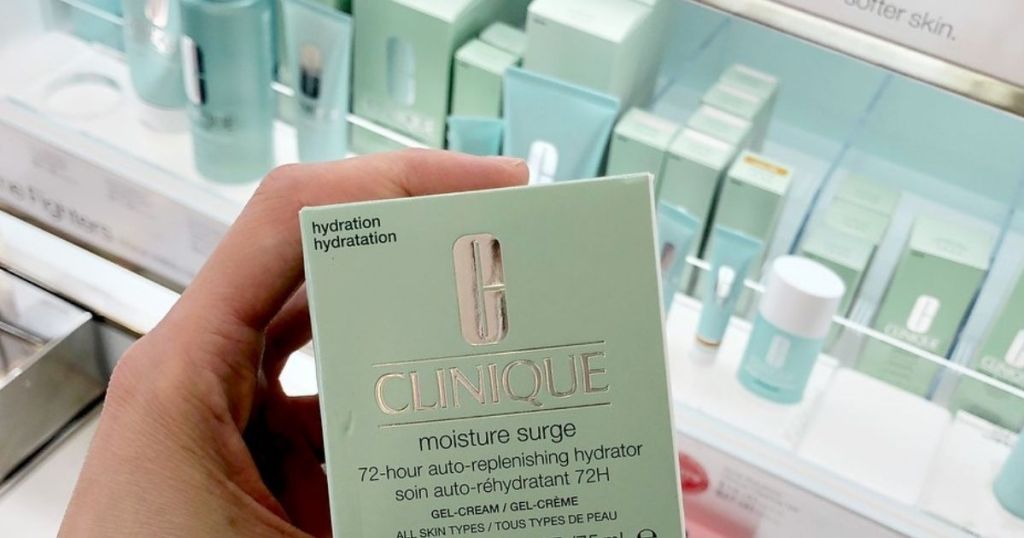 softer skin.
hydration
hydratation
CLINIQUE
moisture surge
72-hour auto-replenishing hydrator
soin auto-réhydratant 72H
GEL-CREAM / GEL-CRÈME
ALL SKIN TYPES / TOUS TYPES DE PEAU